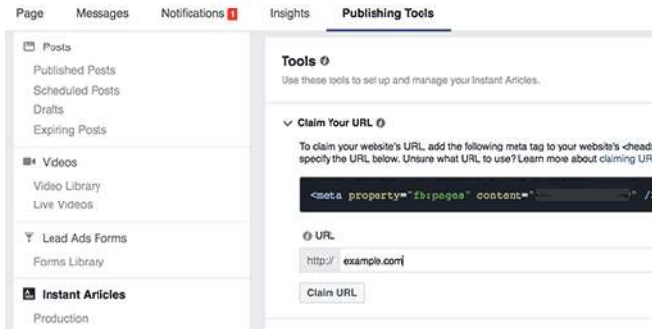 Page Messages Notifications 1 Insights Publishing Tools
Posts
Published Posts
Scheduled Posts
Drafts
Expiring Posts
Videos
Video Library
Live Videos
Lead Ads Forms
Forms Library
Instant Articles
Production
Tools
Use these tools to set up and manage your Instant Articles.
Claim Your URL
To claim your website's URL, add the following meta tag to your website's <head
specify the URL below. Unsure what URL to use? Learn more about claiming UR
<meta property="fb:pages" content=" " /
URL
http:// example.com
Claim URL